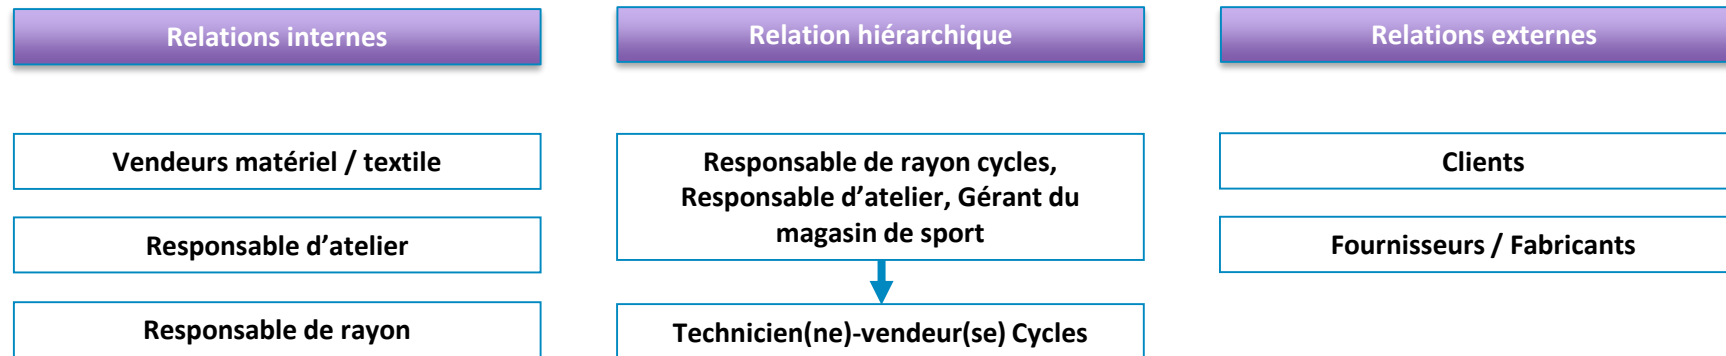 Relations internes
Relation hiérarchique
Relations externes
Vendeurs matériel / textile
Responsable d’atelier
Responsable de rayon
Responsable de rayon cycles,
Responsable d’atelier, Gérant du
magasin de sport
Technicien(ne)-vendeur(se) Cycles
Clients
Fournisseurs / Fabricants